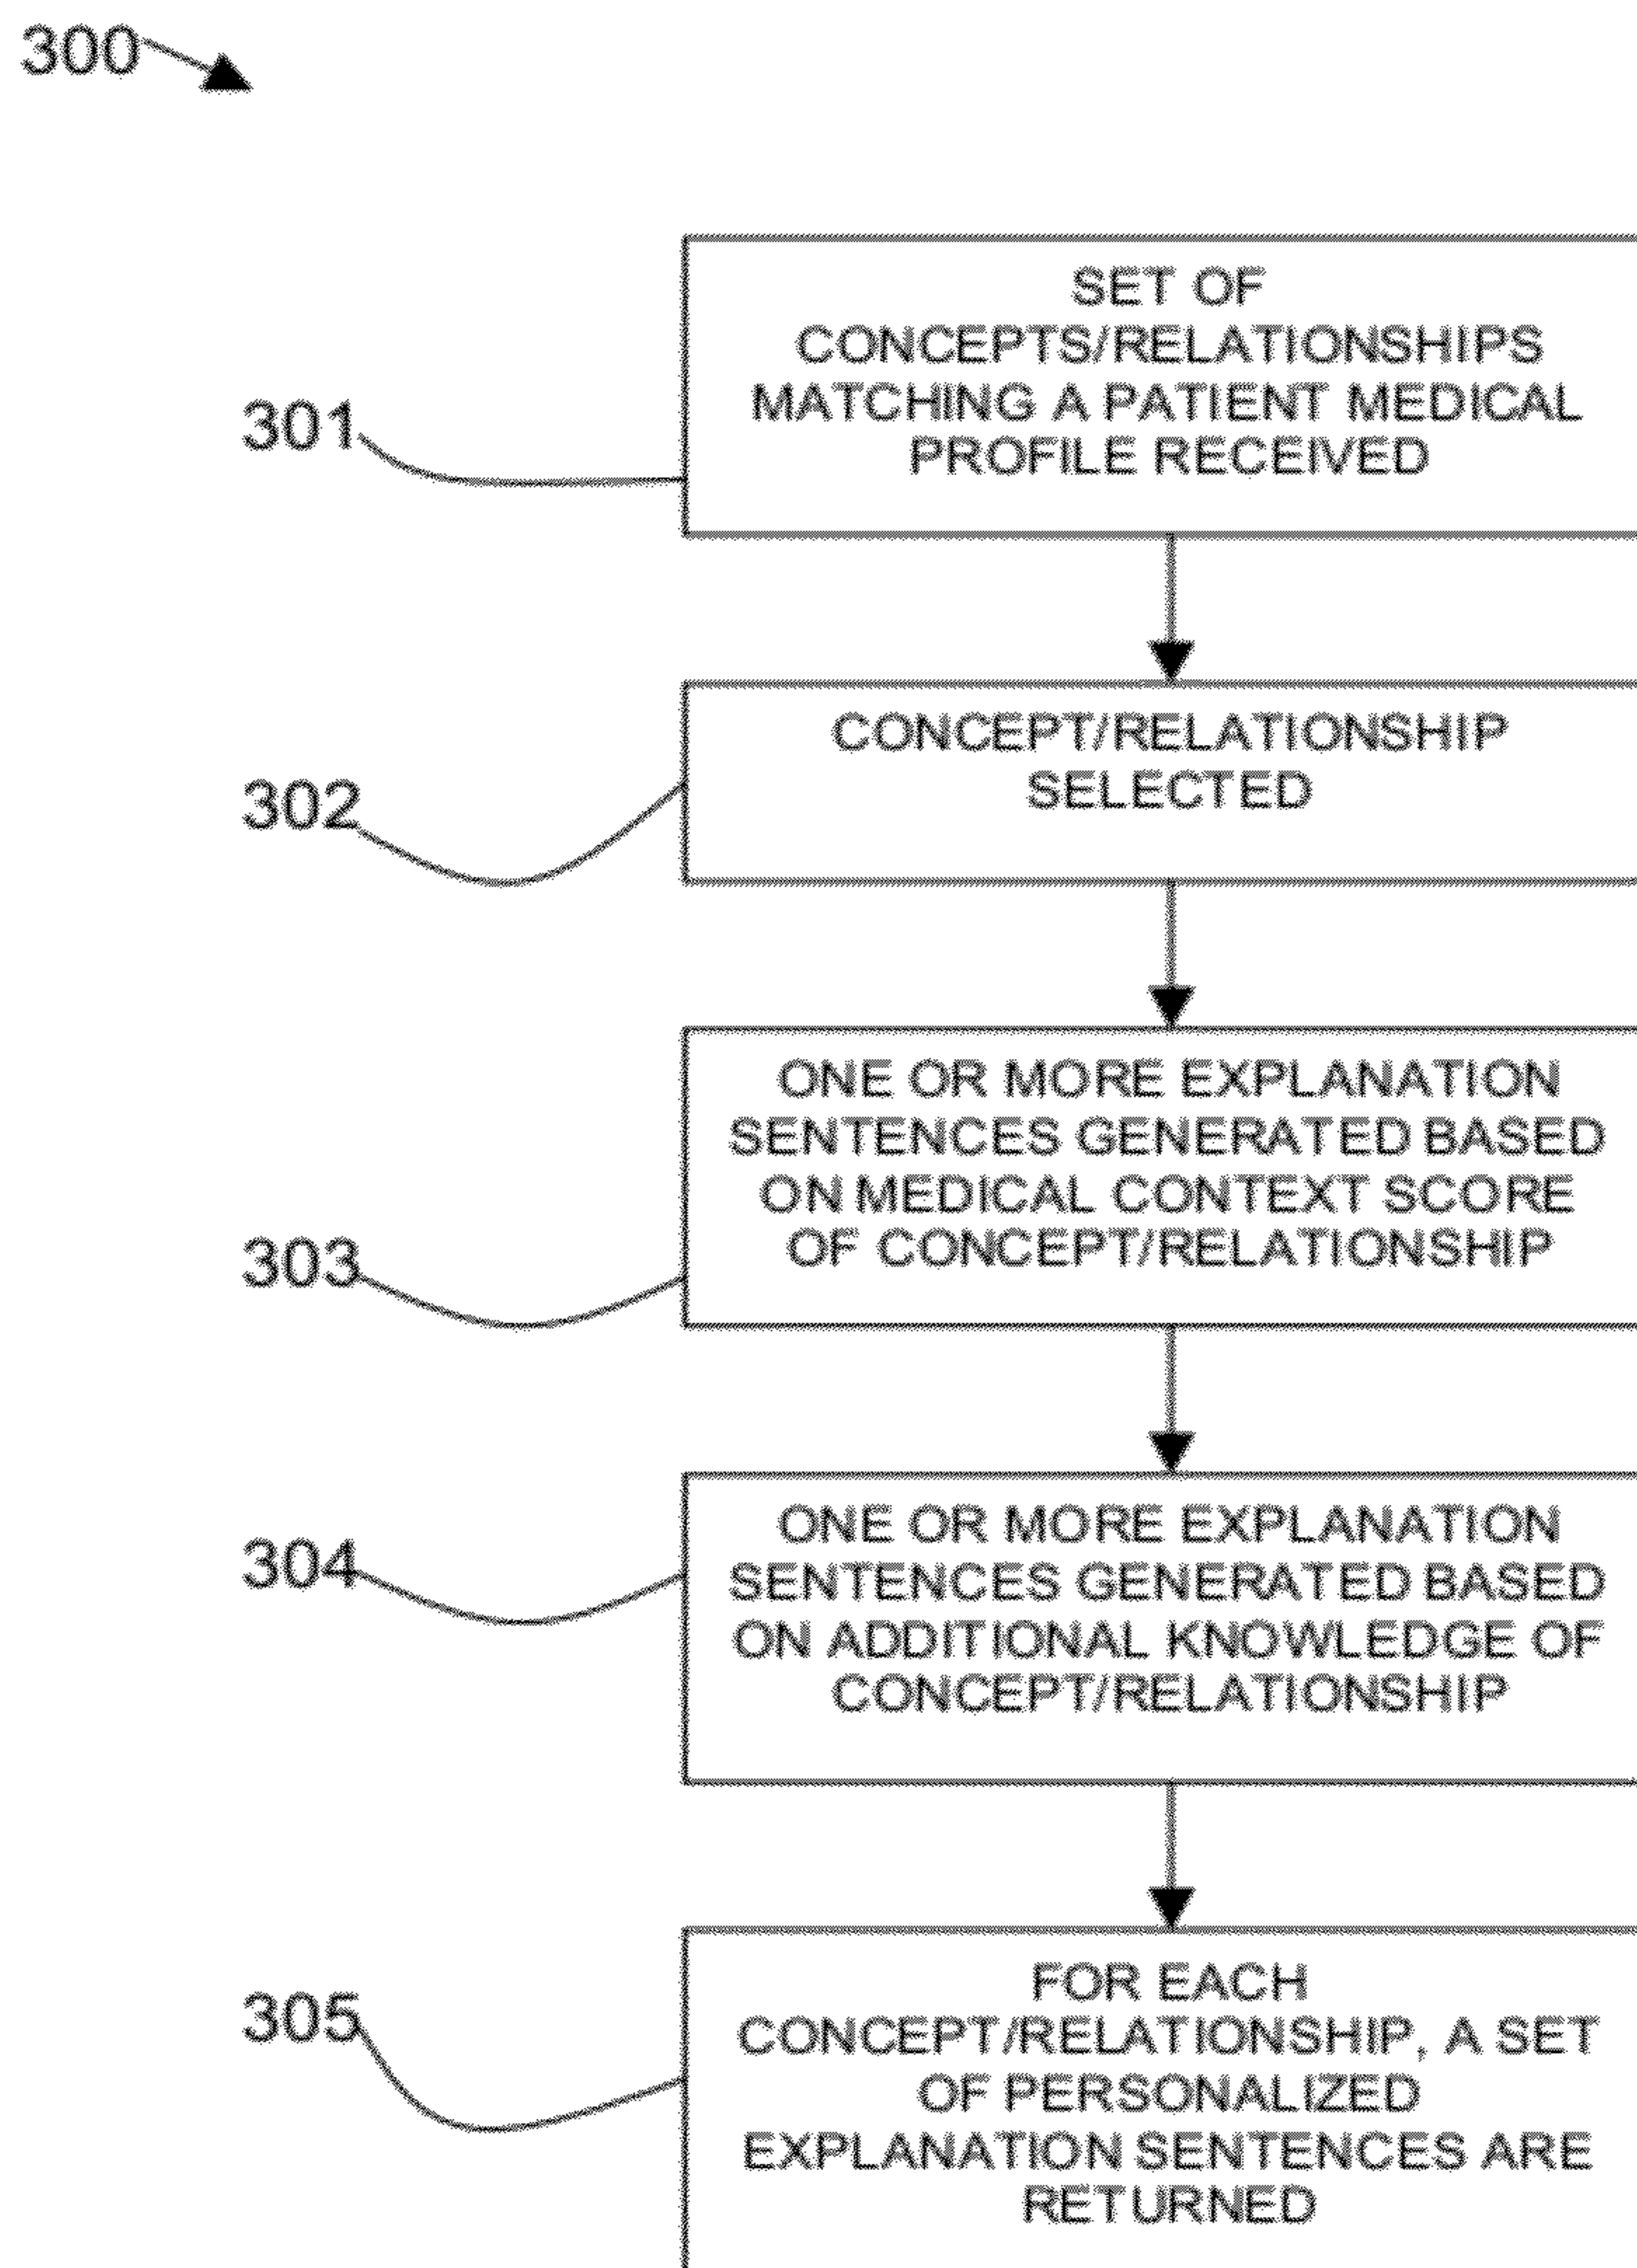 300
SET OF
CONCEPTS/RELATIONSHIPS
MATCHING A PATIENT MEDICAL
PROFILE RECEIVED
301
CONCEPT/RELATIONSHIP
SELECTED
302
ONE OR MORE EXPLANATION
SENTENCES GENERATED BASED
ON MEDICAL CONTEXT SCORE
OF CONCEPT/RELATIONSHIP
303
ONE OR MORE EXPLANATION
SENTENCES GENERATED BASED
ON ADDITIONAL KNOWLEDGE OF
CONCEPT/RELATIONSHIP
304
FOR EACH
CONCEPT/RELATIONSHIP, A SET
OF PERSONALIZED
EXPLANATION SENTENCES ARE
RETURNED
305